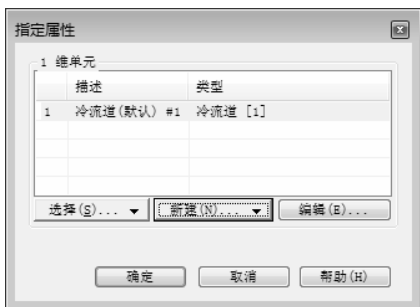 指定属性
1 维单元
描述 类型
1 冷流道(默认) #1 冷流道 [1]
选择(S)... 新建(N)... 编辑(E)...
确定 取消 帮助(H)